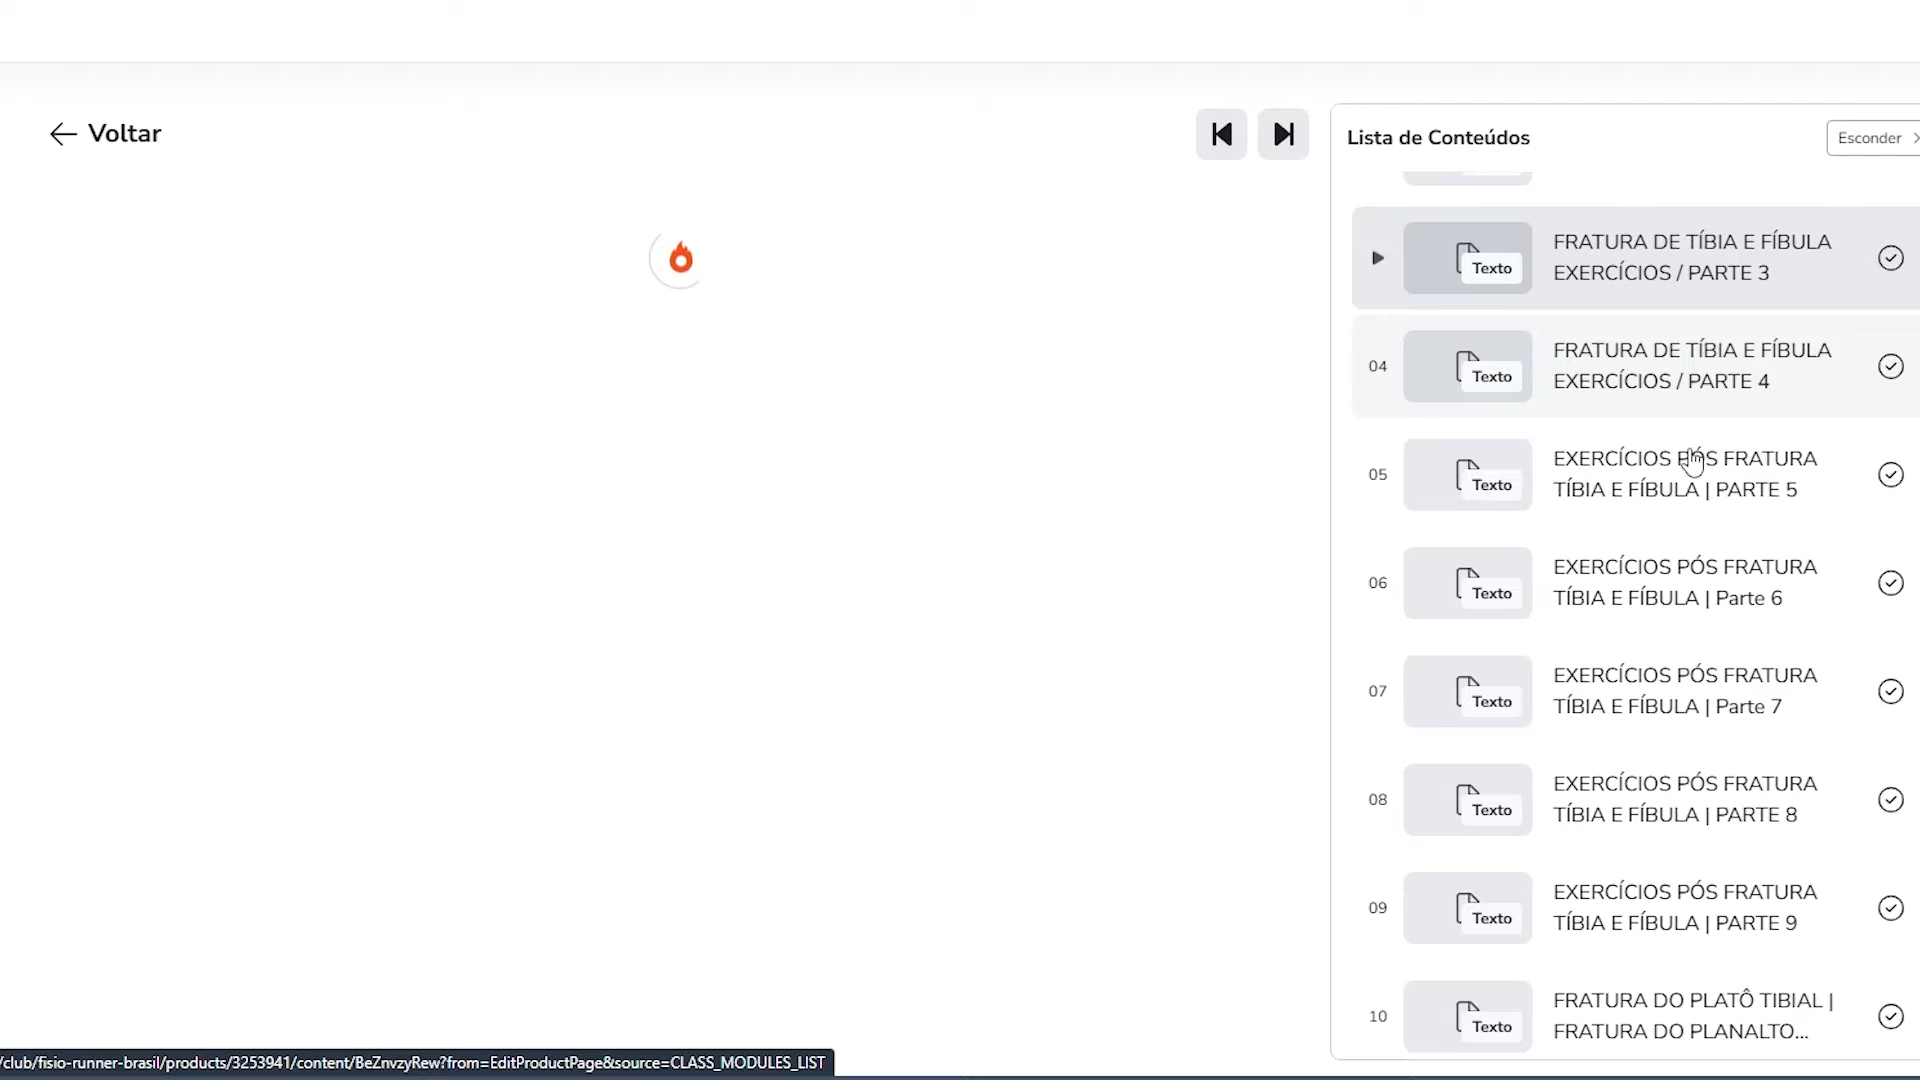 Voltar
Lista de Conteúdos
Esconder
Texto
FRATURA DE TÍBIA E FÍBULA
EXERCÍCIOS / PARTE 3
04
Texto
FRATURA DE TÍBIA E FÍBULA
EXERCÍCIOS / PARTE 4
05
Texto
EXERCÍCIOS PÓS FRATURA
TÍBIA E FÍBULA | PARTE 5
06
Texto
EXERCÍCIOS PÓS FRATURA
TÍBIA E FÍBULA | Parte 6
07
Texto
EXERCÍCIOS PÓS FRATURA
TÍBIA E FÍBULA | Parte 7
08
Texto
EXERCÍCIOS PÓS FRATURA
TÍBIA E FÍBULA | PARTE 8
09
Texto
EXERCÍCIOS PÓS FRATURA
TÍBIA E FÍBULA | PARTE 9
10
Texto
FRATURA DO PLATÔ TIBIAL |
FRATURA DO PLANALTO...
/club/fisio-runner-brasil/products/3253941/content/BeZnvzyRew?from=EditProductPage&source=CLASS_MODULES_LIST